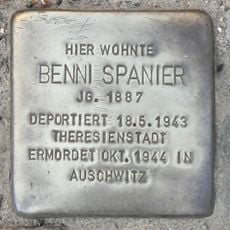 HIER WOHNTE
BENNI SPANIER
JG. 1887
DEPORTIERT 18.5.1943
THERESIENSTADT
ERMORDET OKT. 1944 IN
AUSCHWITZ